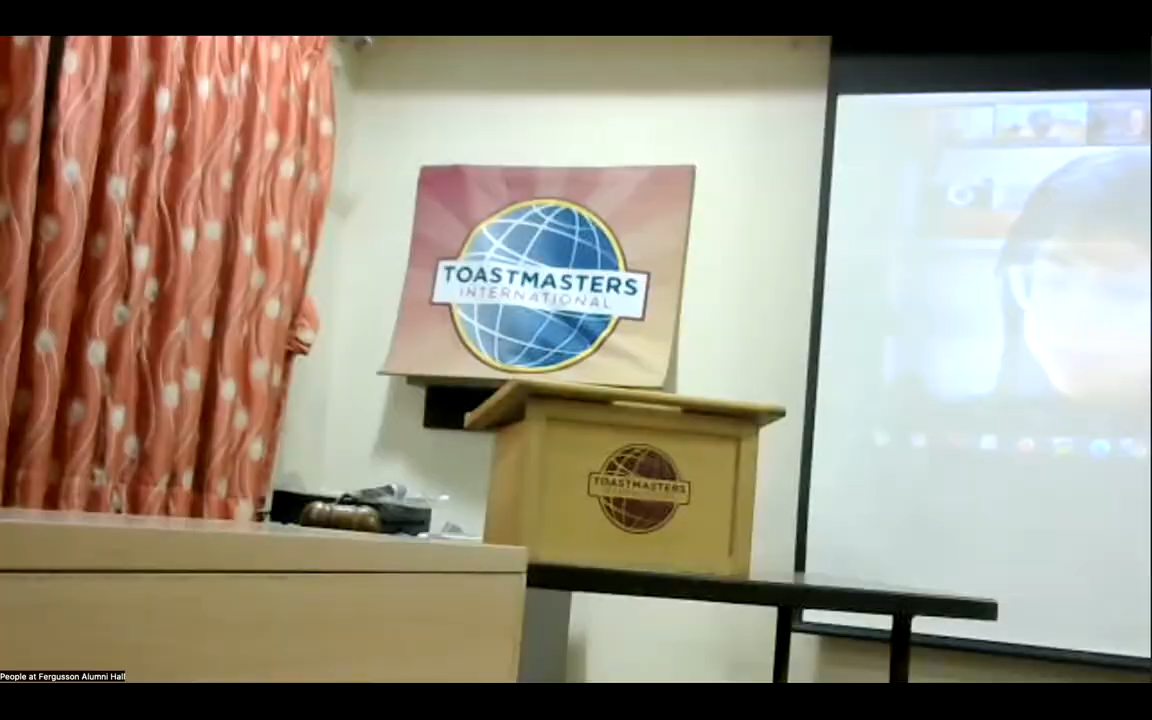 TOASTMASTERS
INTERNATIONAL
TOASTMASTERS
People at Fergusson Alumni Hall